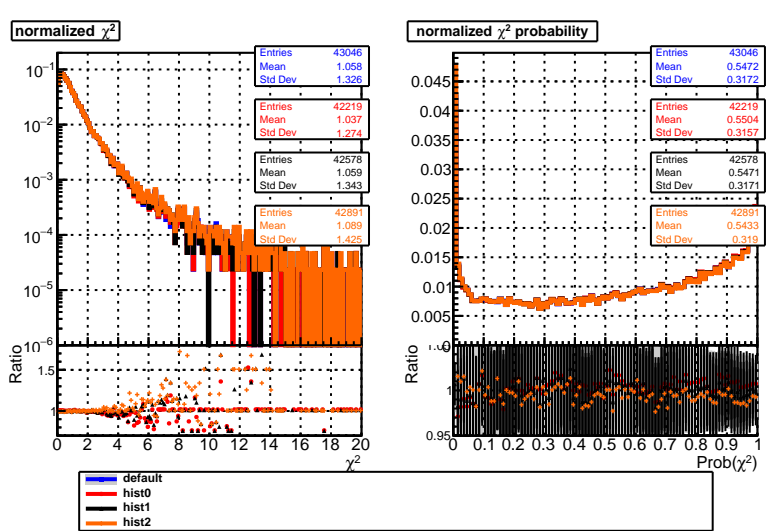 normalized χ²
Entries 43046
Mean 1.058
Std Dev 1.326
Entries 42219
Mean 1.037
Std Dev 1.274
Entries 42578
Mean 1.059
Std Dev 1.343
Entries 42891
Mean 1.089
Std Dev 1.425
10⁻¹
10⁻²
10⁻³
10⁻⁴
10⁻⁵
10⁻⁶
Ratio
1.5
1
0 2 4 6 8 10 12 14 16 18 20
χ²
normalized χ² probability
Entries 43046
Mean 0.5472
Std Dev 0.3172
Entries 42219
Mean 0.5504
Std Dev 0.3157
Entries 42578
Mean 0.5471
Std Dev 0.3171
Entries 42891
Mean 0.5433
Std Dev 0.319
0.045
0.04
0.035
0.03
0.025
0.02
0.015
0.01
0.005
Ratio
1
0.95
0 0.1 0.2 0.3 0.4 0.5 0.6 0.7 0.8 0.9 1
Prob(χ²)
default
hist0
hist1
hist2